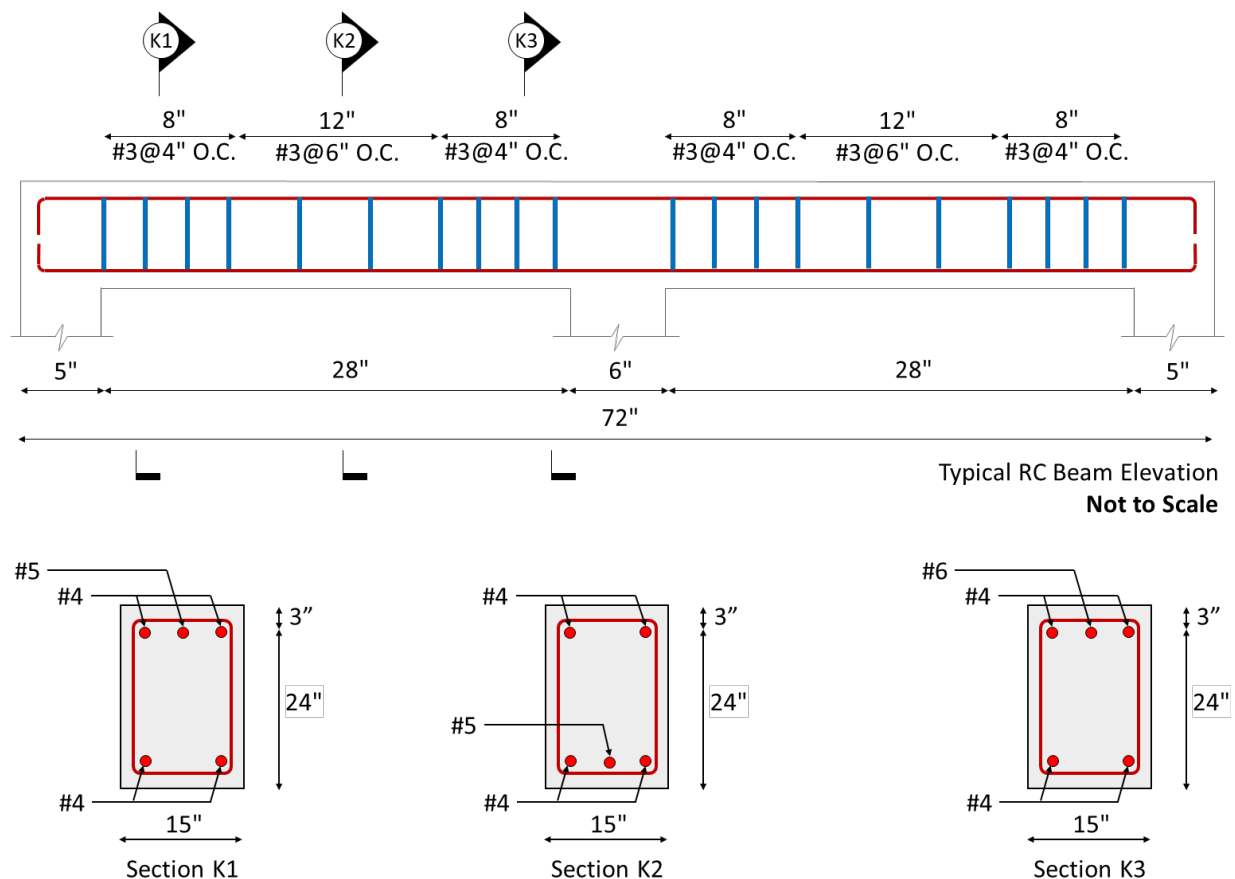 K1 K2 K3
8" 12" 8" 8" 12" 8"
#3@4" O.C. #3@6" O.C. #3@4" O.C. #3@4" O.C. #3@6" O.C. #3@4" O.C.
5" 28" 6" 28" 5"
72"
Typical RC Beam Elevation
Not to Scale
#5
#4
3”
24"
#4
15"
Section K1
#4
3”
24"
#5
#4
15"
Section K2
#6
#4
3”
24"
#4
15"
Section K3